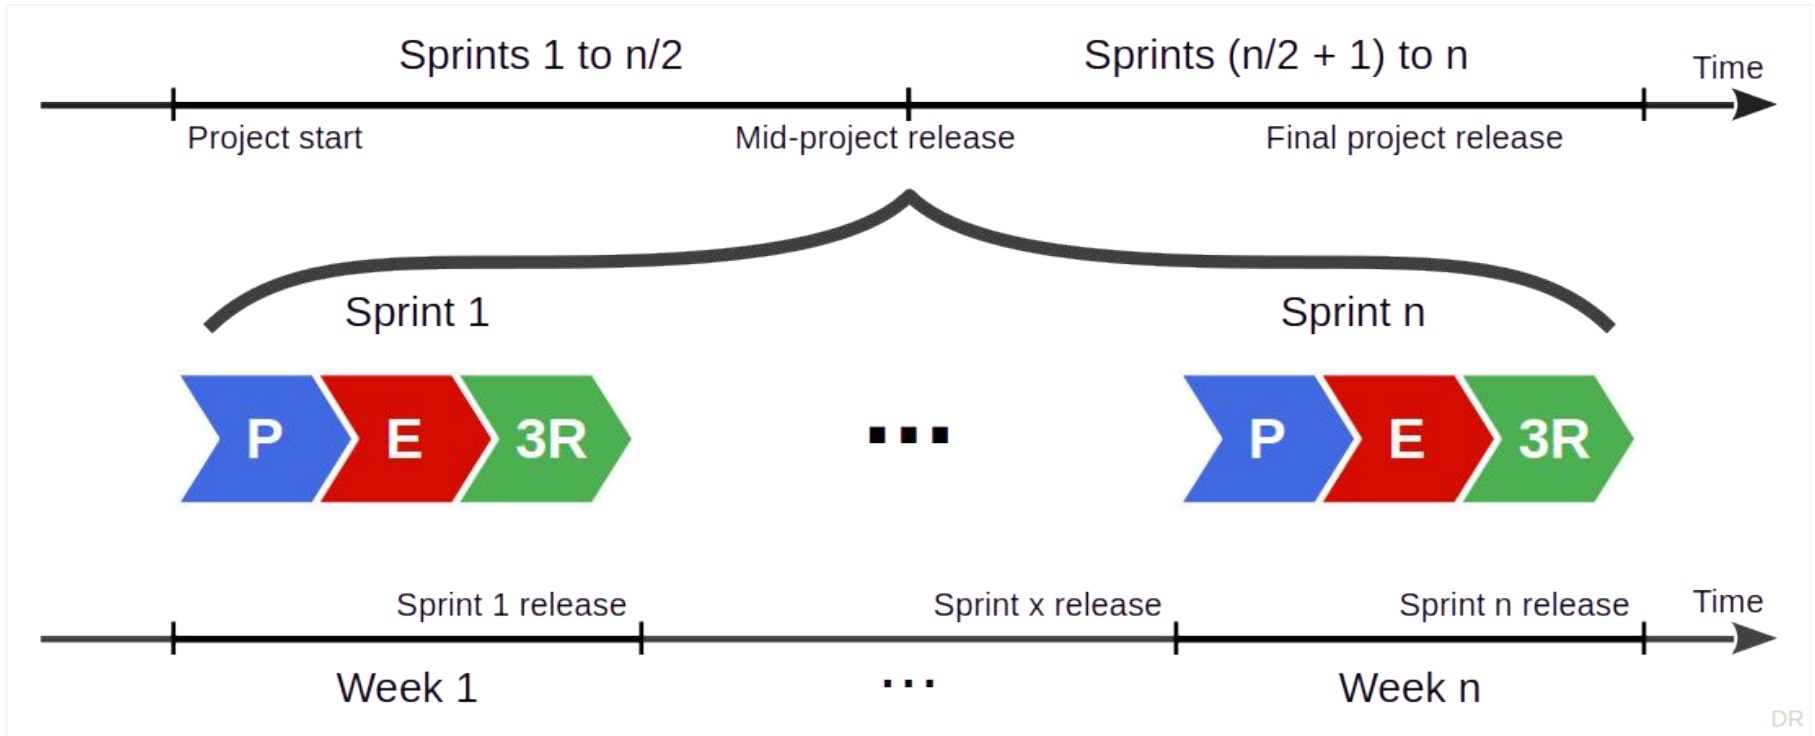 Sprints 1 to n/2
Sprints (n/2 + 1) to n
Time
Project start
Mid-project release
Final project release
Sprint 1
Sprint n
P
E
3R
...
P
E
3R
Sprint 1 release
Sprint x release
Sprint n release
Time
Week 1
...
Week n
DR